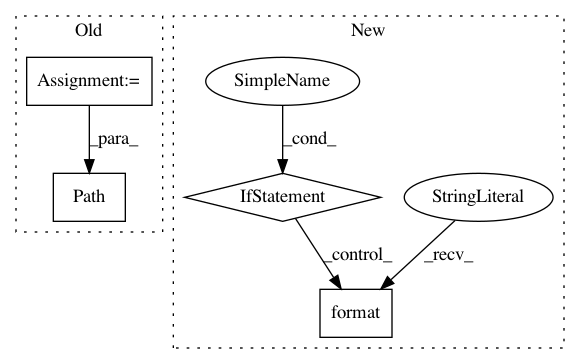 Old
New
Assignment:=
SimpleName
_para_
_cond_
Path
IfStatement
StringLiteral
_control_
_recv_
format